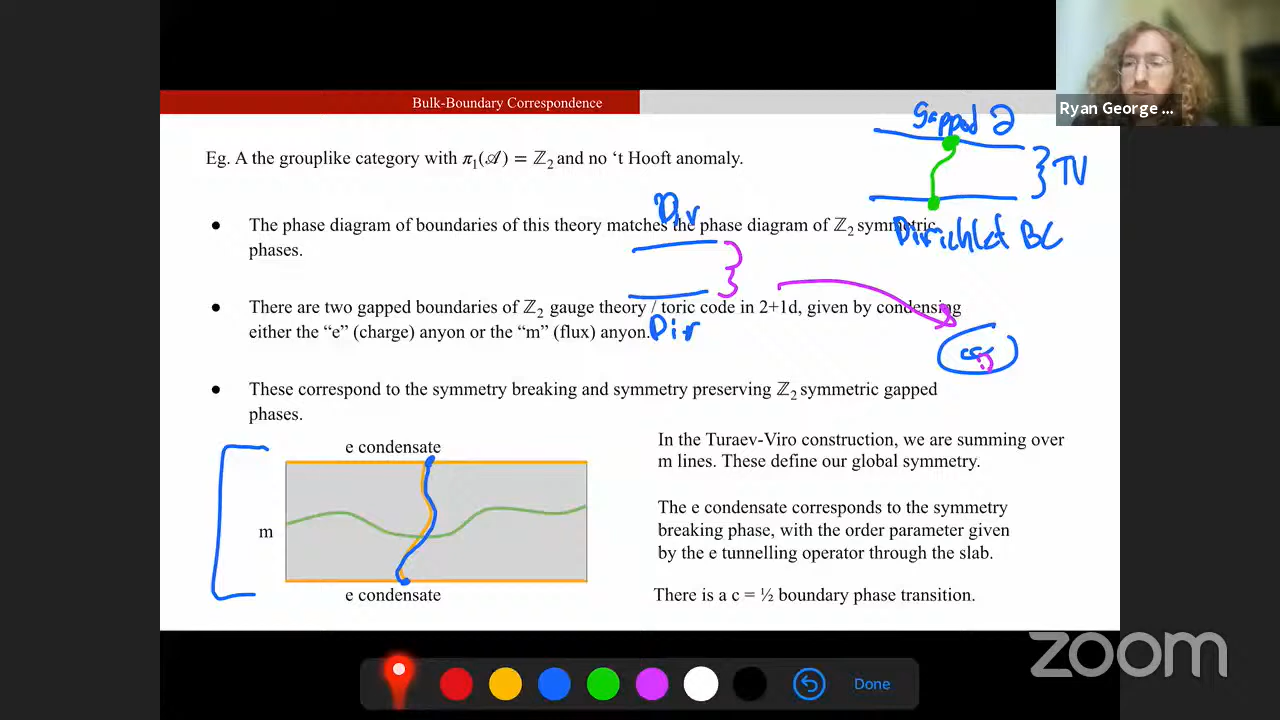 Bulk-Boundary Correspondence
Gapped ∂
Ryan George ...
Eg. A the grouplike category with π₁(𝒜) = ℤ₂ and no ‘t Hooft anomaly.
} TV
Dir
● The phase diagram of boundaries of this theory matches the phase diagram of ℤ₂ symmetric
phases.
Dirichlet BC
● There are two gapped boundaries of ℤ₂ gauge theory / toric code in 2+1d, given by condensing
either the “e” (charge) anyon or the “m” (flux) anyon.
Dir
● These correspond to the symmetry breaking and symmetry preserving ℤ₂ symmetric gapped
phases.
e condensate
m
e condensate
In the Turaev-Viro construction, we are summing over
m lines. These define our global symmetry.
The e condensate corresponds to the symmetry
breaking phase, with the order parameter given
by the e tunnelling operator through the slab.
There is a c = ½ boundary phase transition.
zoom
Done